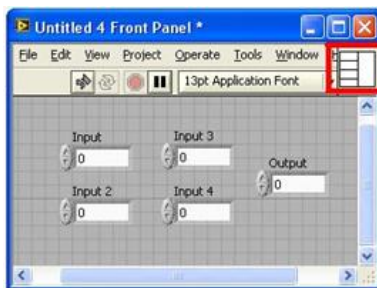 Untitled 4 Front Panel *
File Edit View Project Operate Tools Window
13pt Application Font
Input
0
Input 3
0
Output
0
Input 2
0
Input 4
0